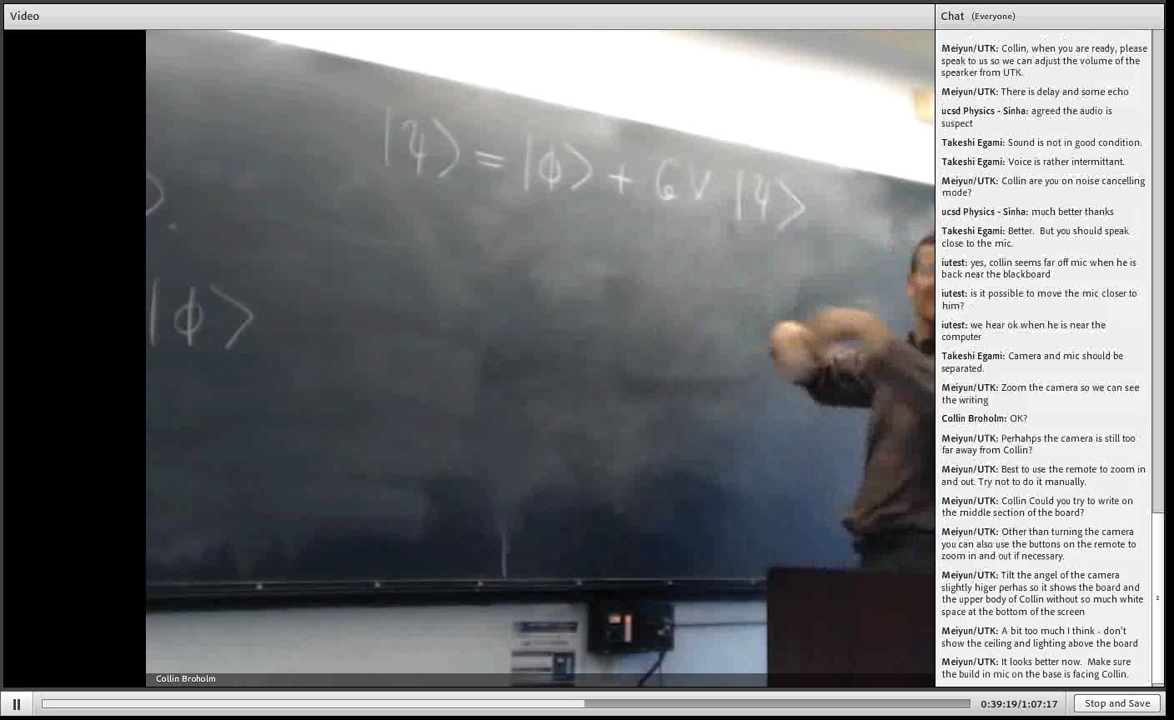 Video
|ψ⟩ = |ϕ⟩ + G V |ψ⟩
⟩.
|ϕ⟩
Collin Broholm
Chat (Everyone)
Meiyun/UTK: Collin, when you are ready, please
speak to us so we can adjust the volume of the
spearker from UTK.
Meiyun/UTK: There is delay and some echo
ucsd Physics - Sinha: agreed the audio is
suspect
Takeshi Egami: Sound is not in good condition.
Takeshi Egami: Voice is rather intermittant.
Meiyun/UTK: Collin are you on noise cancelling
mode?
ucsd Physics - Sinha: much better thanks
Takeshi Egami: Better. But you should speak
close to the mic.
iutest: yes, collin seems far off mic when he is
back near the blackboard
iutest: is it possible to move the mic closer to
him?
iutest: we hear ok when he is near the
computer
Takeshi Egami: Camera and mic should be
separated.
Meiyun/UTK: Zoom the camera so we can see
the writing
Collin Broholm: OK?
Meiyun/UTK: Perhahps the camera is still too
far away from Collin?
Meiyun/UTK: Best to use the remote to zoom in
and out. Try not to do it manually.
Meiyun/UTK: Collin Could you try to write on
the middle section of the board?
Meiyun/UTK: Other than turning the camera
you can also use the buttons on the remote to
zoom in and out if necessary.
Meiyun/UTK: Tilt the angel of the camera
slightly higer perhas so it shows the board and
the upper body of Collin without so much white
space at the bottom of the screen
Meiyun/UTK: A bit too much I think - don't
show the ceiling and lighting above the board
Meiyun/UTK: It looks better now. Make sure
the build in mic on the base is facing Collin.
0:39:19/1:07:17
Stop and Save